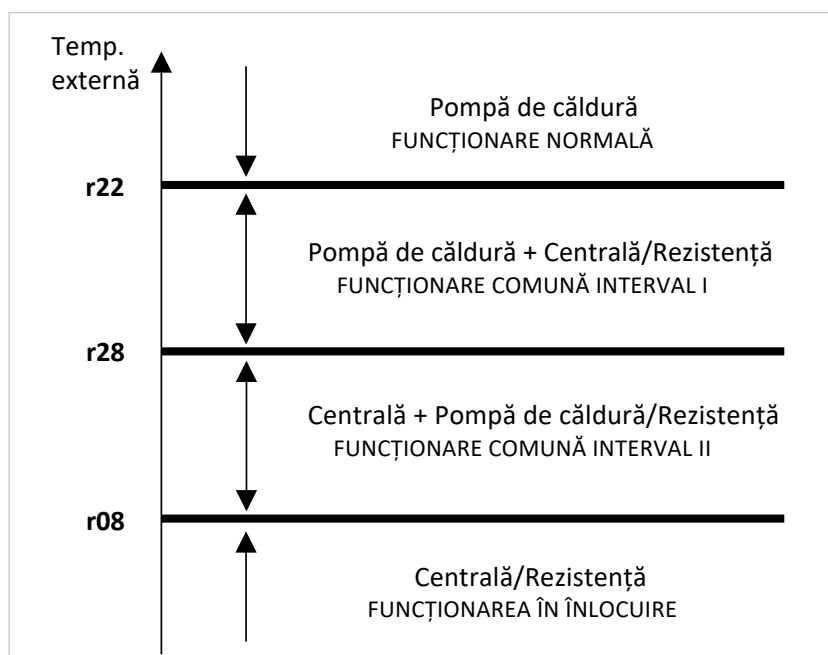 Temp.
externă
Pompă de căldură
FUNCȚIONARE NORMALĂ
r22
Pompă de căldură + Centrală/Rezistență
FUNCȚIONARE COMUNĂ INTERVAL I
r28
Centrală + Pompă de căldură/Rezistență
FUNCȚIONARE COMUNĂ INTERVAL II
r08
Centrală/Rezistență
FUNCȚIONAREA ÎN ÎNLOCUIRE